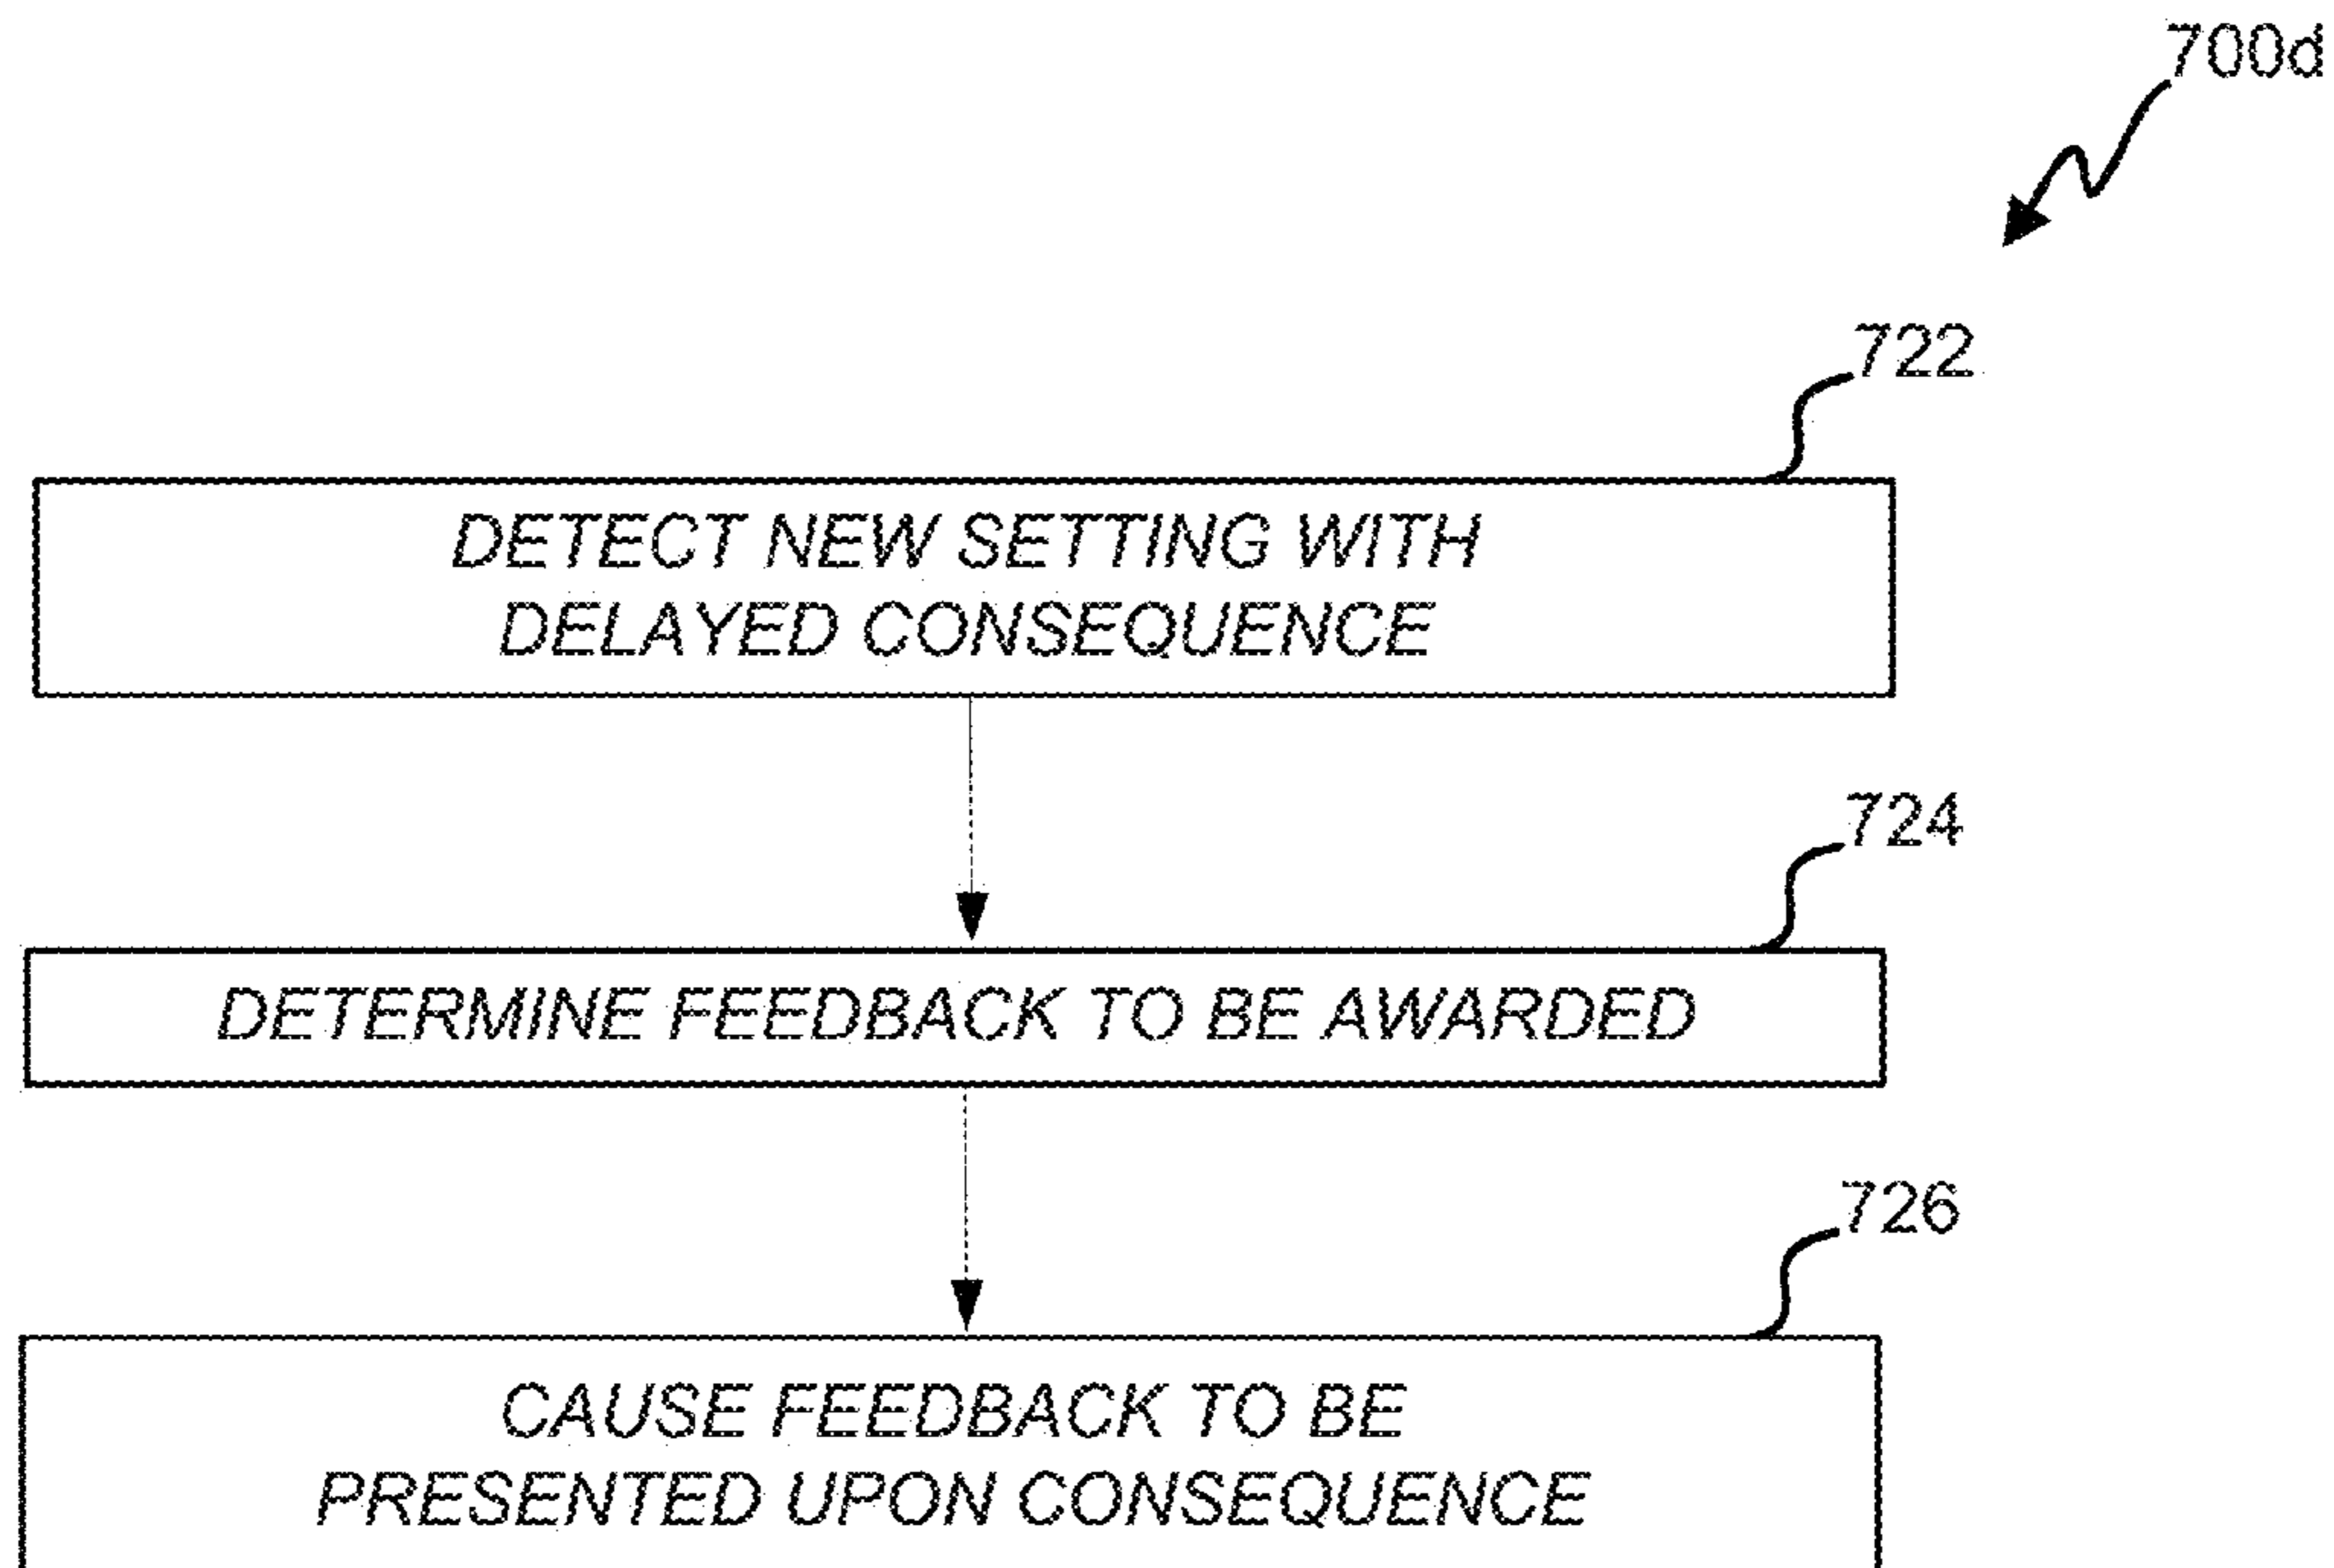 700d
722
DETECT NEW SETTING WITH
DELAYED CONSEQUENCE
724
DETERMINE FEEDBACK TO BE AWARDED
726
CAUSE FEEDBACK TO BE
PRESENTED UPON CONSEQUENCE